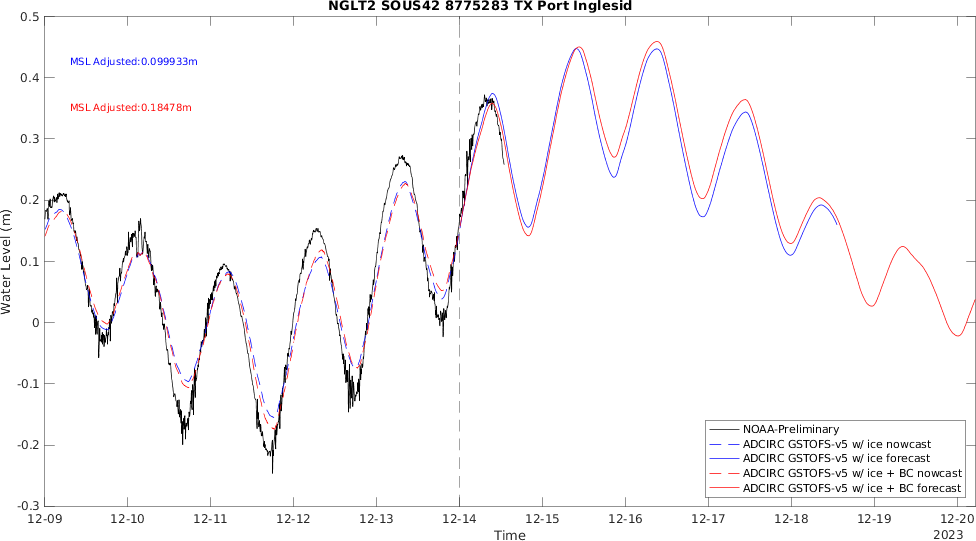 NGLT2 SOUS42 8775283 TX Port Inglesid
0.5
MSL Adjusted:0.099933m
0.4
MSL Adjusted:0.18478m
0.3
0.2
Water Level (m)
0.1
0
-0.1
-0.2
-0.3
NOAA-Preliminary
ADCIRC GSTOFS-v5 w/ ice nowcast
ADCIRC GSTOFS-v5 w/ ice forecast
ADCIRC GSTOFS-v5 w/ ice + BC nowcast
ADCIRC GSTOFS-v5 w/ ice + BC forecast
12-09 12-10 12-11 12-12 12-13 12-14 12-15 12-16 12-17 12-18 12-19 12-20
Time
2023